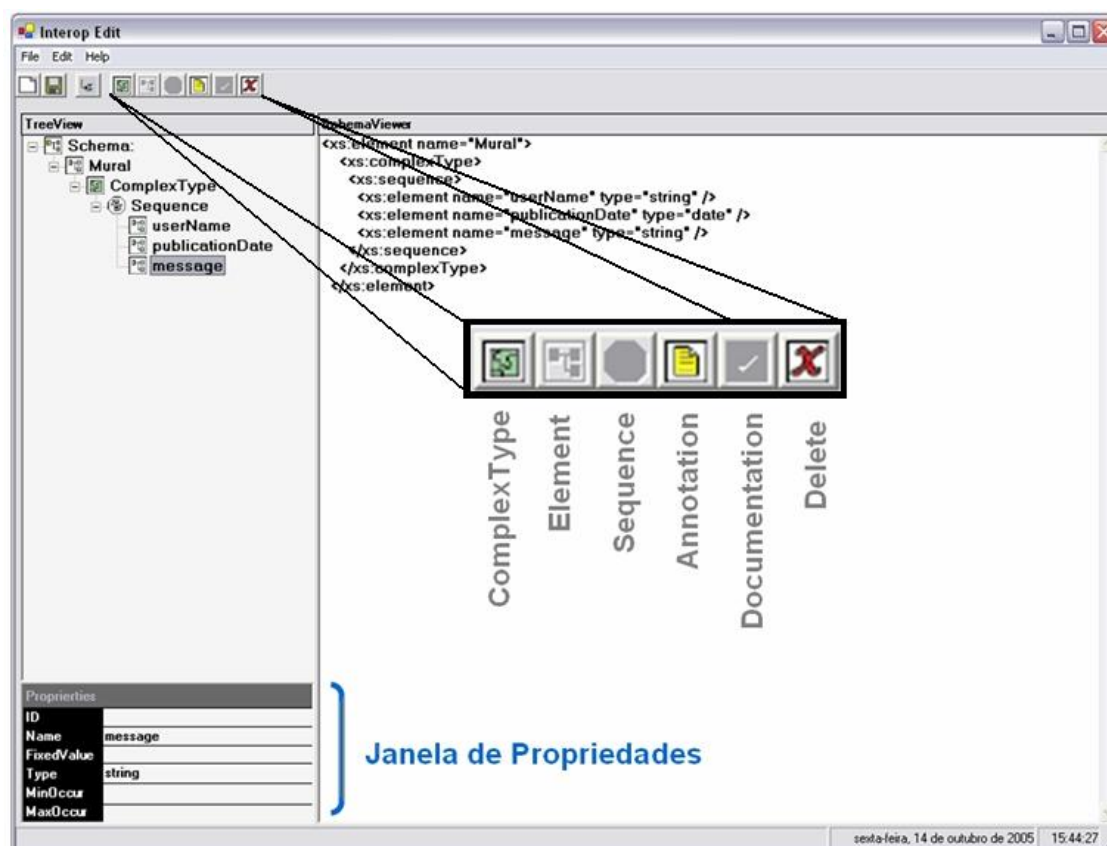 Interop Edit
File Edit Help
TreeView
SchemaViewer
Schema:
Mural
ComplexType
Sequence
userName
publicationDate
message
<xs:element name="Mural">
<xs:complexType>
<xs:sequence>
<xs:element name="userName" type="string" />
<xs:element name="publicationDate" type="date" />
<xs:element name="message" type="string" />
</xs:sequence>
</xs:complexType>
</xs:element>
ComplexType
Element
Sequence
Annotation
Documentation
Delete
Proprierties
ID
Name message
FixedValue
Type string
MinOccur
MaxOccur
Janela de Propriedades
sexta-feira, 14 de outubro de 2005 15:44:27